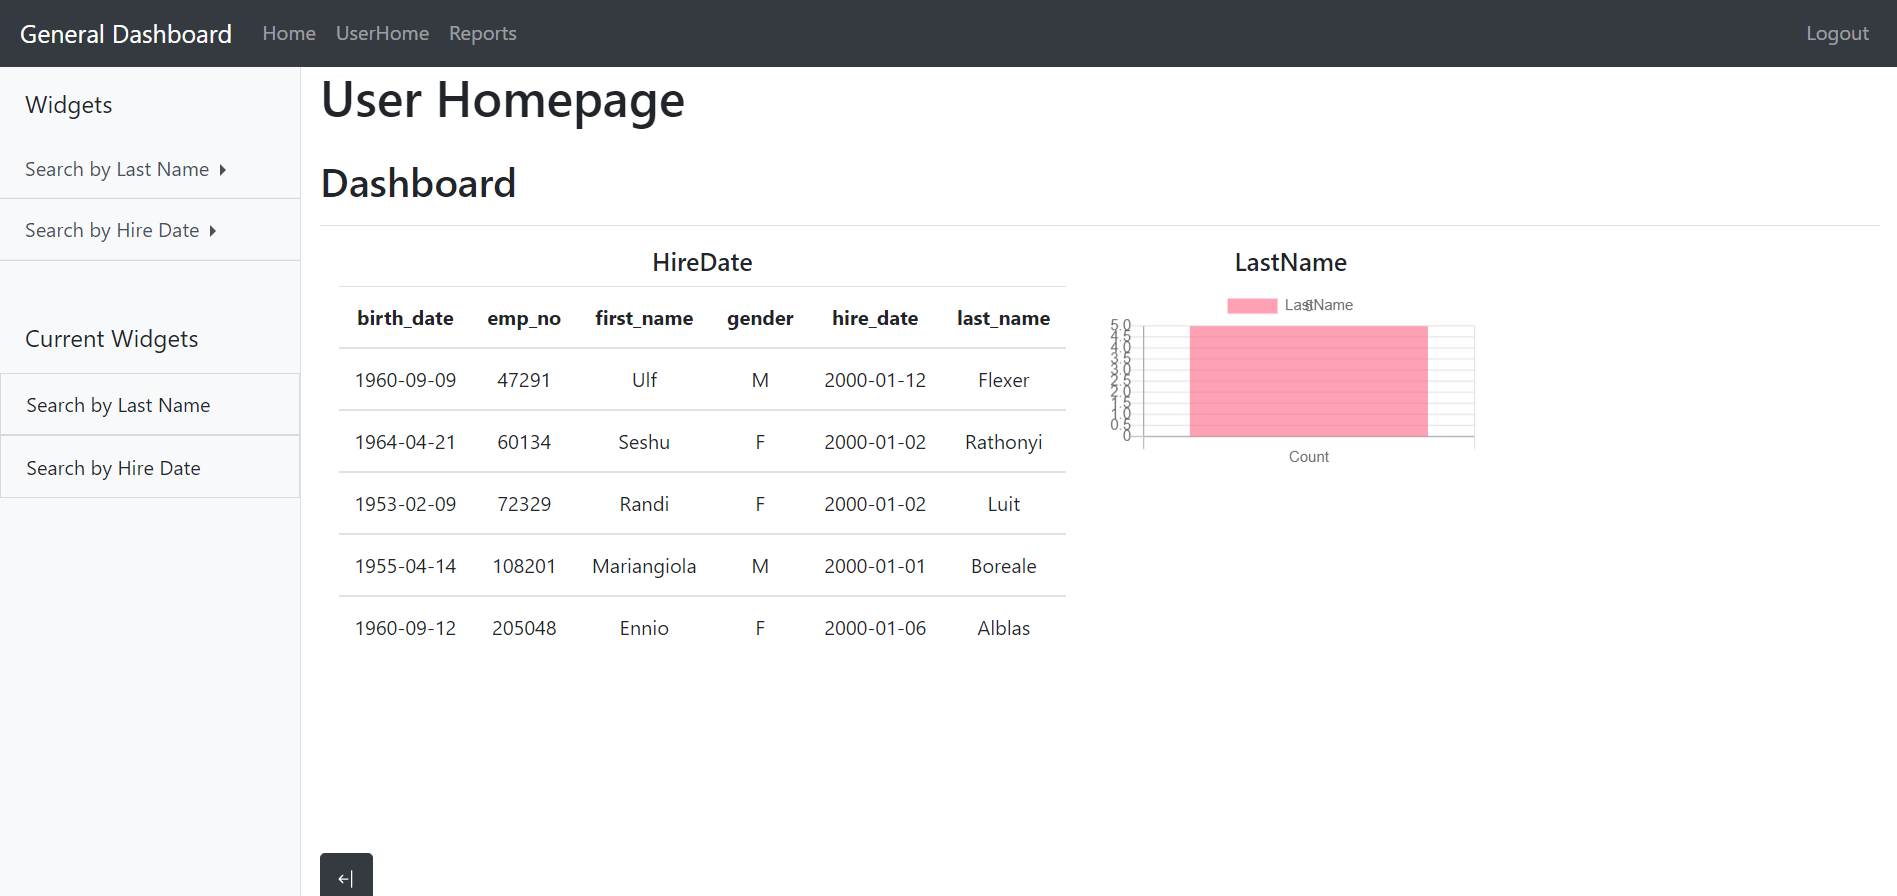 General Dashboard Home UserHome Reports Logout
Widgets
Search by Last Name
Search by Hire Date
Current Widgets
Search by Last Name
Search by Hire Date
User Homepage
Dashboard
HireDate
birth_date emp_no first_name gender hire_date last_name
1960-09-09 47291 Ulf M 2000-01-12 Flexer
1964-04-21 60134 Seshu F 2000-01-02 Rathonyi
1953-02-09 72329 Randi F 2000-01-02 Luit
1955-04-14 108201 Mariangiola M 2000-01-01 Boreale
1960-09-12 205048 Ennio F 2000-01-06 Alblas
LastName
LastName
5
5.0
4.5
4.0
3.5
3.0
2.5
2.0
1.5
1.0
0.5
0
Count